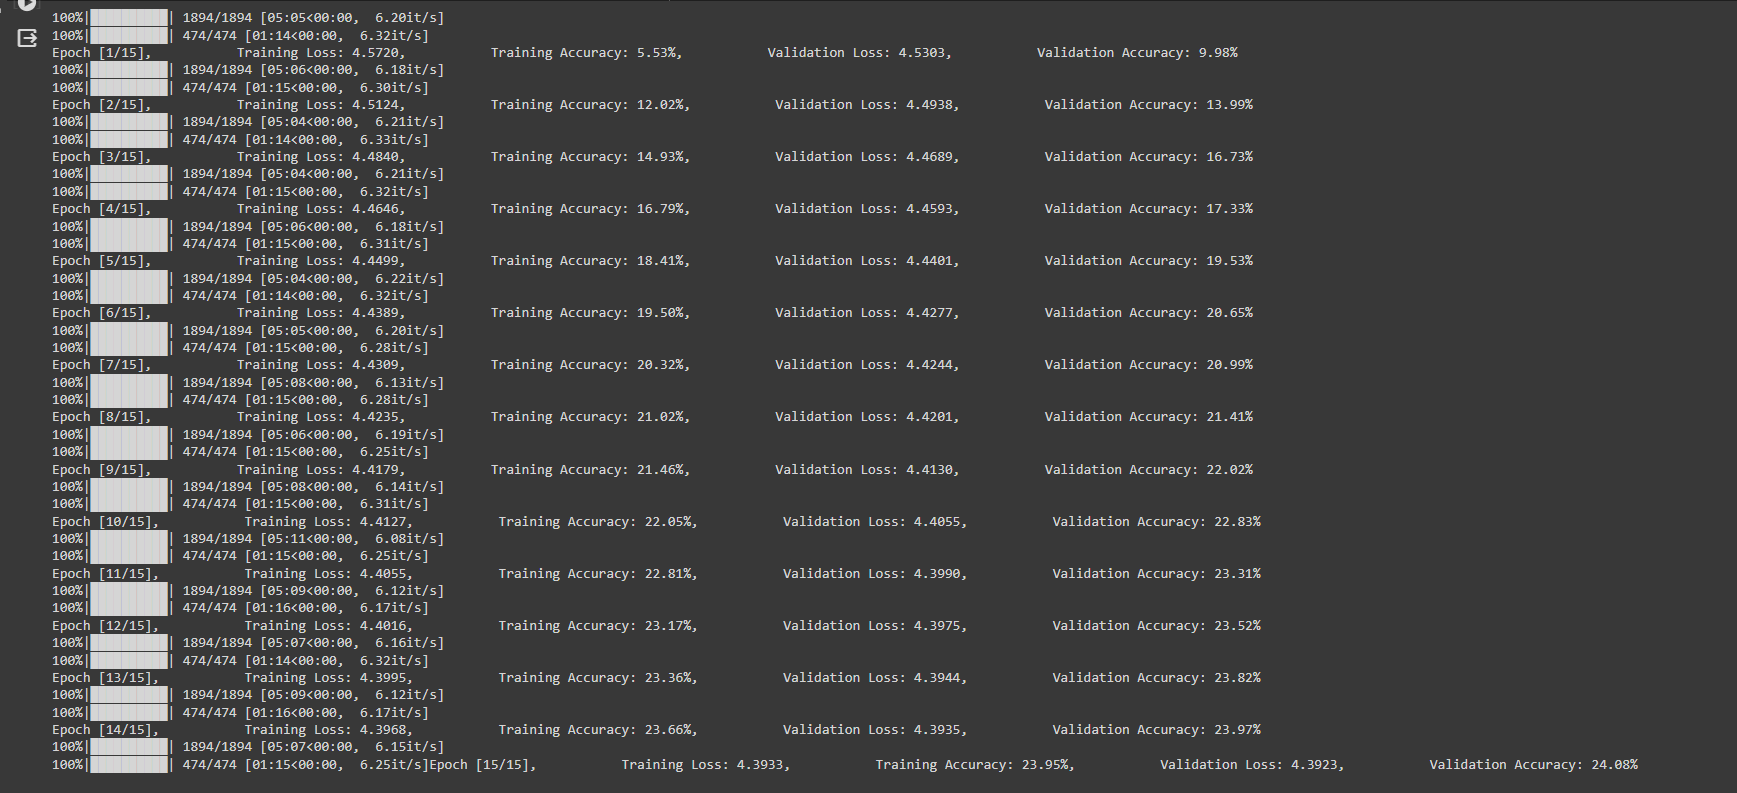 100%|██████████| 1894/1894 [05:05<00:00,  6.20it/s]
100%|██████████| 474/474 [01:14<00:00,  6.32it/s]
Epoch [1/15],           Training Loss: 4.5720,           Training Accuracy: 5.53%,           Validation Loss: 4.5303,           Validation Accuracy: 9.98%
100%|██████████| 1894/1894 [05:06<00:00,  6.18it/s]
100%|██████████| 474/474 [01:15<00:00,  6.30it/s]
Epoch [2/15],           Training Loss: 4.5124,           Training Accuracy: 12.02%,           Validation Loss: 4.4938,           Validation Accuracy: 13.99%
100%|██████████| 1894/1894 [05:04<00:00,  6.21it/s]
100%|██████████| 474/474 [01:14<00:00,  6.33it/s]
Epoch [3/15],           Training Loss: 4.4840,           Training Accuracy: 14.93%,           Validation Loss: 4.4689,           Validation Accuracy: 16.73%
100%|██████████| 1894/1894 [05:04<00:00,  6.21it/s]
100%|██████████| 474/474 [01:15<00:00,  6.32it/s]
Epoch [4/15],           Training Loss: 4.4646,           Training Accuracy: 16.79%,           Validation Loss: 4.4593,           Validation Accuracy: 17.33%
100%|██████████| 1894/1894 [05:06<00:00,  6.18it/s]
100%|██████████| 474/474 [01:15<00:00,  6.31it/s]
Epoch [5/15],           Training Loss: 4.4499,           Training Accuracy: 18.41%,           Validation Loss: 4.4401,           Validation Accuracy: 19.53%
100%|██████████| 1894/1894 [05:04<00:00,  6.22it/s]
100%|██████████| 474/474 [01:14<00:00,  6.32it/s]
Epoch [6/15],           Training Loss: 4.4389,           Training Accuracy: 19.50%,           Validation Loss: 4.4277,           Validation Accuracy: 20.65%
100%|██████████| 1894/1894 [05:05<00:00,  6.20it/s]
100%|██████████| 474/474 [01:15<00:00,  6.28it/s]
Epoch [7/15],           Training Loss: 4.4309,           Training Accuracy: 20.32%,           Validation Loss: 4.4244,           Validation Accuracy: 20.99%
100%|██████████| 1894/1894 [05:08<00:00,  6.13it/s]
100%|██████████| 474/474 [01:15<00:00,  6.28it/s]
Epoch [8/15],           Training Loss: 4.4235,           Training Accuracy: 21.02%,           Validation Loss: 4.4201,           Validation Accuracy: 21.41%
100%|██████████| 1894/1894 [05:06<00:00,  6.19it/s]
100%|██████████| 474/474 [01:15<00:00,  6.25it/s]
Epoch [9/15],           Training Loss: 4.4179,           Training Accuracy: 21.46%,           Validation Loss: 4.4130,           Validation Accuracy: 22.02%
100%|██████████| 1894/1894 [05:08<00:00,  6.14it/s]
100%|██████████| 474/474 [01:15<00:00,  6.31it/s]
Epoch [10/15],           Training Loss: 4.4127,           Training Accuracy: 22.05%,           Validation Loss: 4.4055,           Validation Accuracy: 22.83%
100%|██████████| 1894/1894 [05:11<00:00,  6.08it/s]
100%|██████████| 474/474 [01:15<00:00,  6.25it/s]
Epoch [11/15],           Training Loss: 4.4055,           Training Accuracy: 22.81%,           Validation Loss: 4.3990,           Validation Accuracy: 23.31%
100%|██████████| 1894/1894 [05:09<00:00,  6.12it/s]
100%|██████████| 474/474 [01:16<00:00,  6.17it/s]
Epoch [12/15],           Training Loss: 4.4016,           Training Accuracy: 23.17%,           Validation Loss: 4.3975,           Validation Accuracy: 23.52%
100%|██████████| 1894/1894 [05:07<00:00,  6.16it/s]
100%|██████████| 474/474 [01:14<00:00,  6.32it/s]
Epoch [13/15],           Training Loss: 4.3995,           Training Accuracy: 23.36%,           Validation Loss: 4.3944,           Validation Accuracy: 23.82%
100%|██████████| 1894/1894 [05:09<00:00,  6.12it/s]
100%|██████████| 474/474 [01:16<00:00,  6.17it/s]
Epoch [14/15],           Training Loss: 4.3968,           Training Accuracy: 23.66%,           Validation Loss: 4.3935,           Validation Accuracy: 23.97%
100%|██████████| 1894/1894 [05:07<00:00,  6.15it/s]
100%|██████████| 474/474 [01:15<00:00,  6.25it/s]Epoch [15/15],           Training Loss: 4.3933,           Training Accuracy: 23.95%,           Validation Loss: 4.3923,           Validation Accuracy: 24.08%